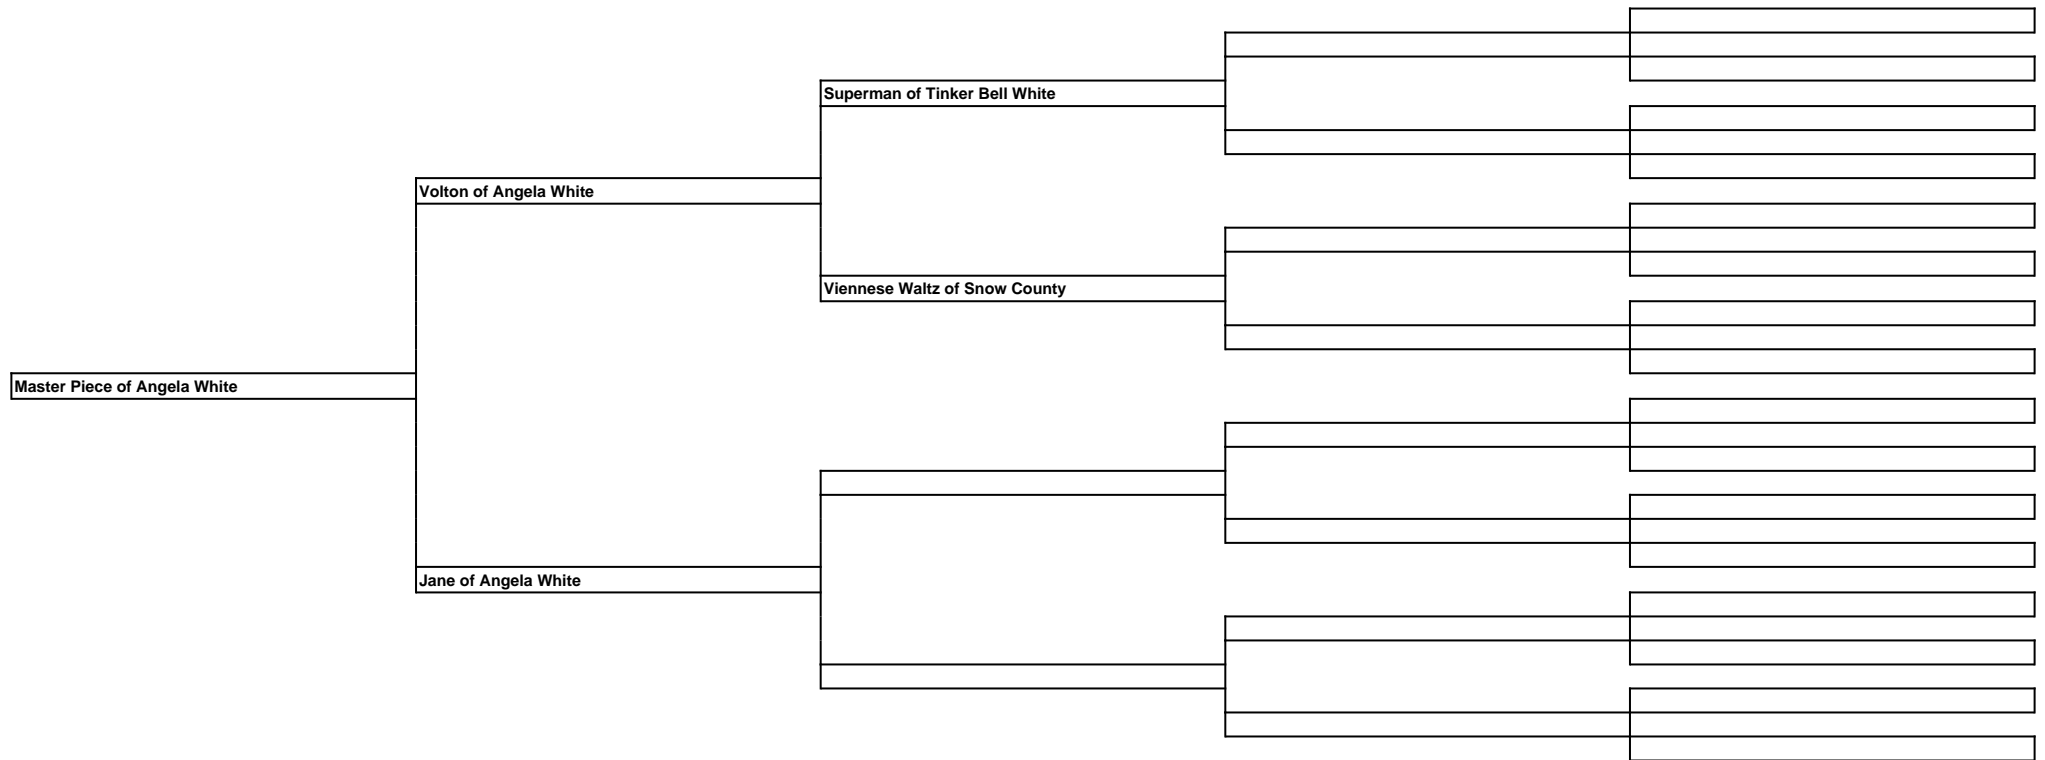 Superman of Tinker Bell White
Volton of Angela White
Viennese Waltz of Snow County
Master Piece of Angela White
Jane of Angela White